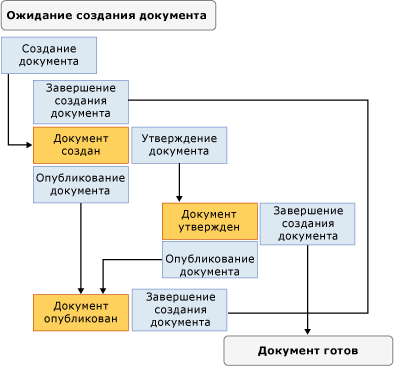 Ожидание создания документа
Создание
документа
Завершение
создания
документа
Документ
создан
Утверждение
документа
Опубликование
документа
Документ
утвержден
Завершение
создания
документа
Опубликование
документа
Документ
опубликован
Завершение
создания
документа
Документ готов